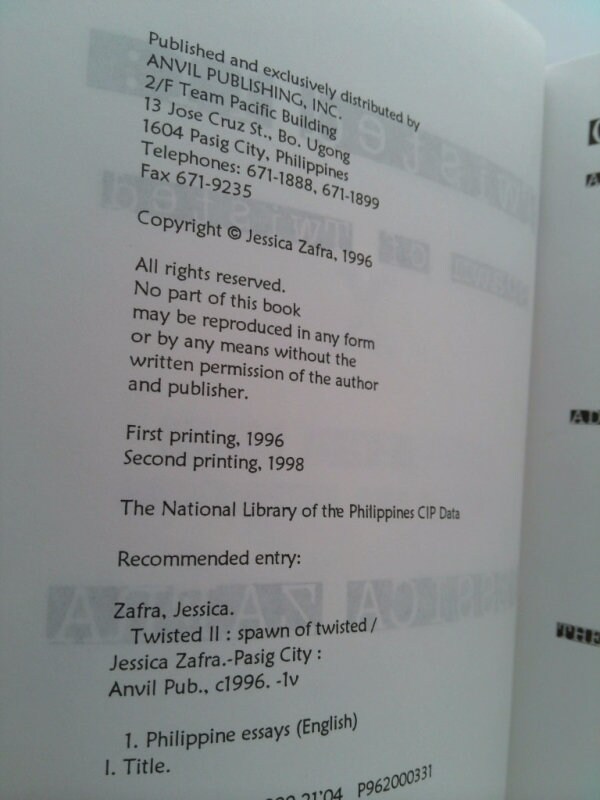 Published and exclusively distributed by
ANVIL PUBLISHING, INC.
2/F Team Pacific Building
13 Jose Cruz St., Bo. Ugong
1604 Pasig City, Philippines
Telephones: 671-1888, 671-1899
Fax 671-9235
Copyright © Jessica Zafra, 1996
All rights reserved.
No part of this book
may be reproduced in any form
or by any means without the
written permission of the author
and publisher.
First printing, 1996
Second printing, 1998
The National Library of the Philippines CIP Data
Recommended entry:
Zafra, Jessica.
Twisted II : spawn of twisted /
Jessica Zafra.-Pasig City :
Anvil Pub., c1996. -1v
1. Philippine essays (English)
I. Title.
21'04 P962000331
THE